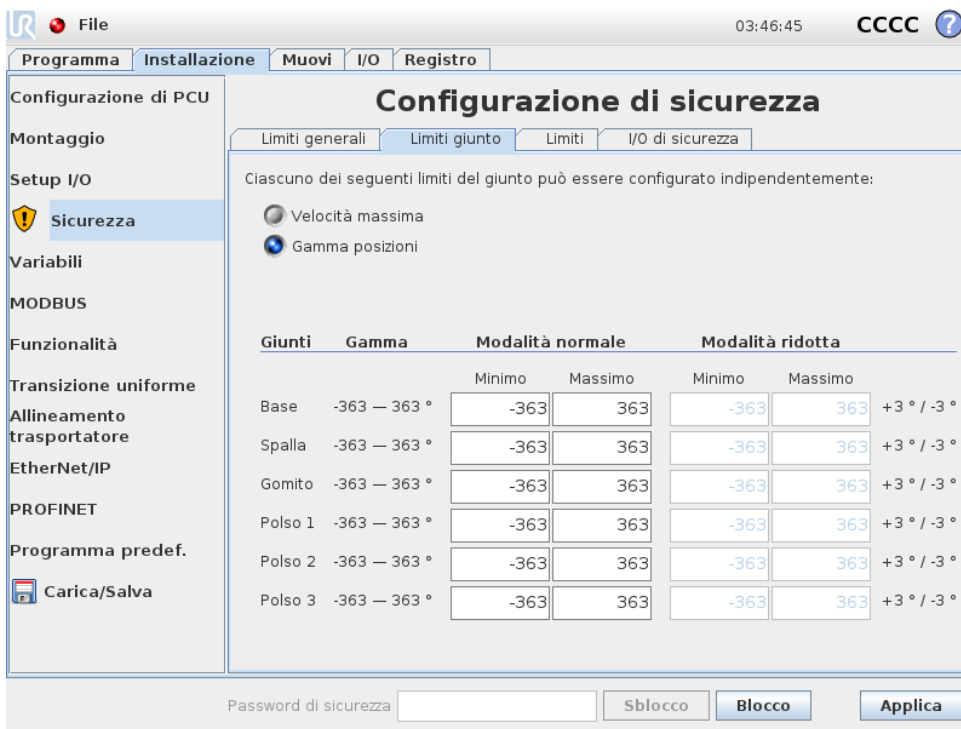 UR File 03:46:45 CCCC ?
Programma Installazione Muovi I/O Registro
Configurazione di PCU
Montaggio
Setup I/O
Sicurezza
Variabili
MODBUS
Funzionalità
Transizione uniforme
Allineamento
trasportatore
EtherNet/IP
PROFINET
Programma predef.
Carica/Salva
Configurazione di sicurezza
Limiti generali Limiti giunto Limiti I/O di sicurezza
Ciascuno dei seguenti limiti del giunto può essere configurato indipendentemente:
Velocità massima
Gamma posizioni
Giunti Gamma Modalità normale Modalità ridotta
Minimo Massimo Minimo Massimo
Base -363 — 363 ° -363 363 -363 363 +3 ° / -3 °
Spalla -363 — 363 ° -363 363 -363 363 +3 ° / -3 °
Gomito -363 — 363 ° -363 363 -363 363 +3 ° / -3 °
Polso 1 -363 — 363 ° -363 363 -363 363 +3 ° / -3 °
Polso 2 -363 — 363 ° -363 363 -363 363 +3 ° / -3 °
Polso 3 -363 — 363 ° -363 363 -363 363 +3 ° / -3 °
Password di sicurezza Sblocco Blocco Applica